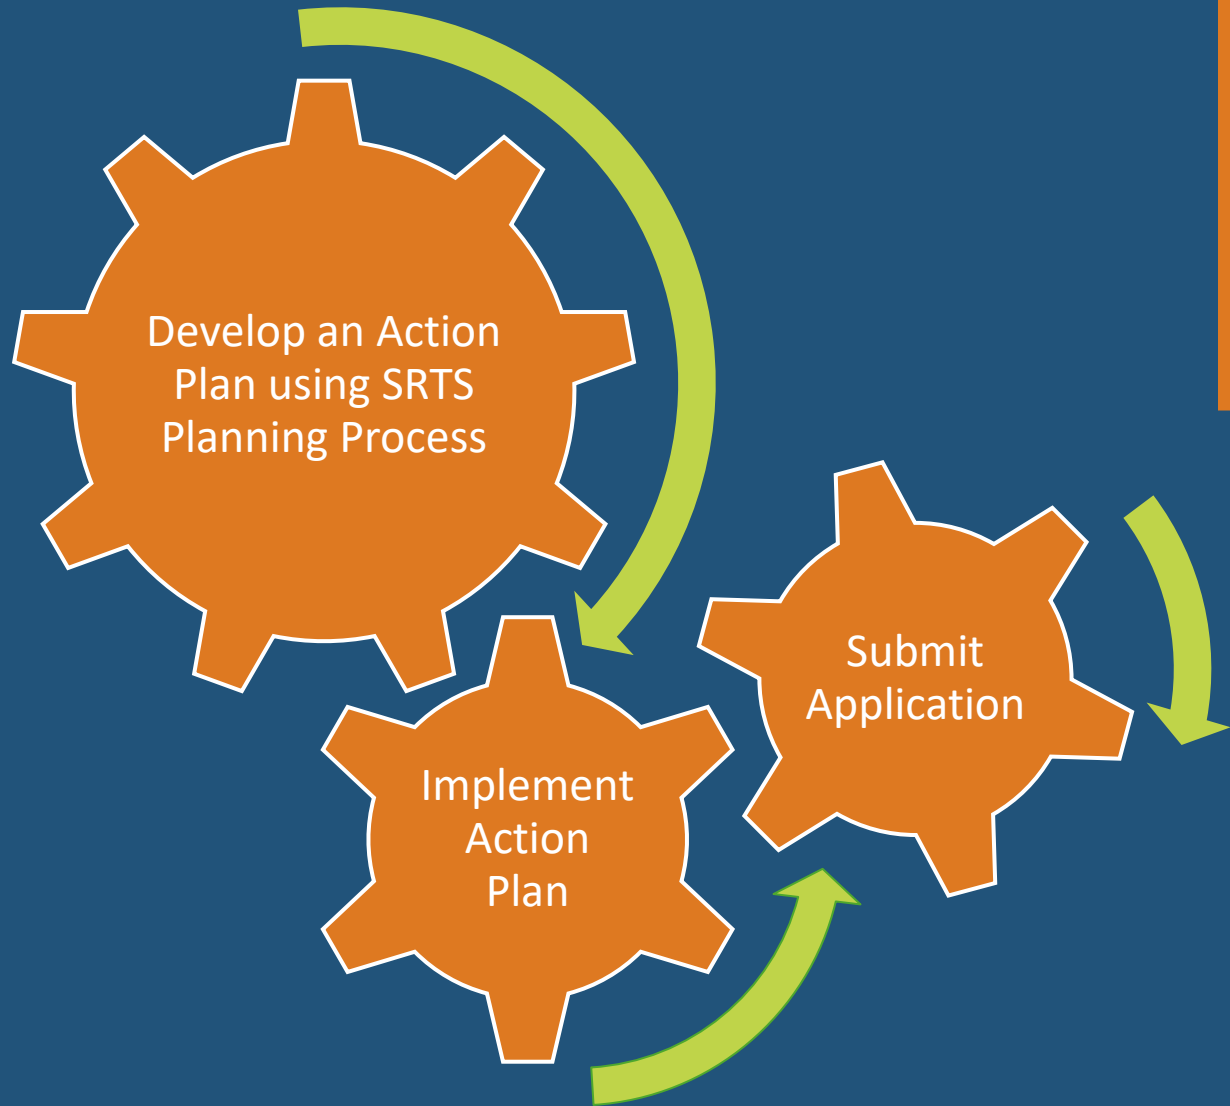 Develop an Action
Plan using SRTS
Planning Process
Implement
Action
Plan
Submit
Application